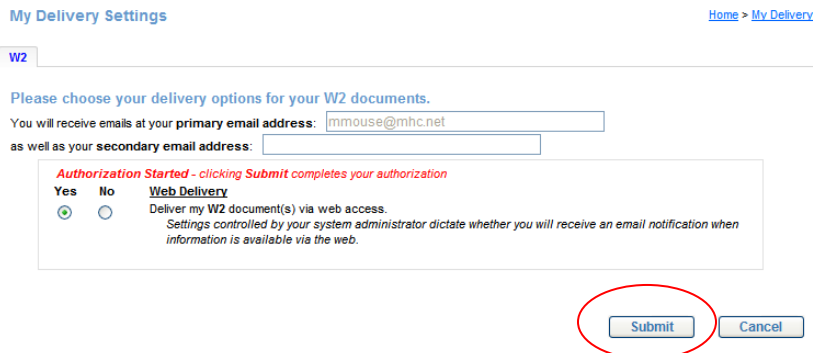 My Delivery Settings
Home > My Delivery
W2
Please choose your delivery options for your W2 documents.
You will receive emails at your primary email address: mmouse@mhc.net
as well as your secondary email address:
Authorization Started - clicking Submit completes your authorization
Yes No Web Delivery
Deliver my W2 document(s) via web access.
Settings controlled by your system administrator dictate whether you will receive an email notification when
information is available via the web.
Submit Cancel